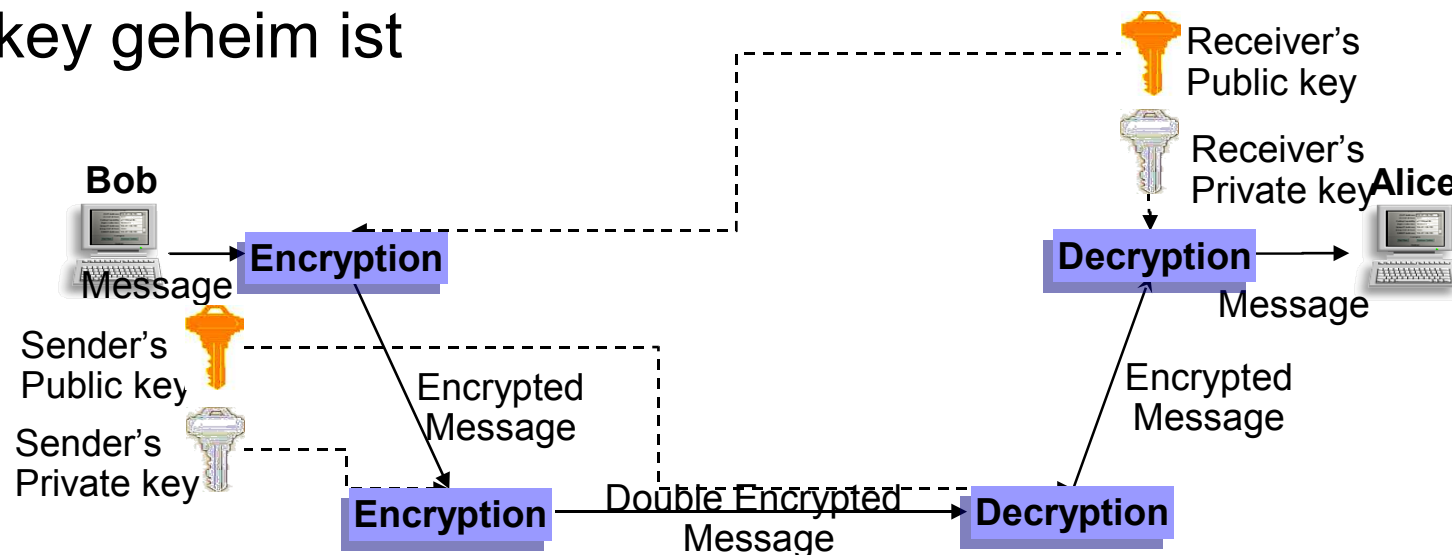 key geheim ist
Receiver's
Public key
Receiver's
Private key
Bob
Alice
Encryption
Decryption
Message
Message
Sender's
Public key
Encrypted
Message
Encrypted
Message
Sender's
Private key
Encryption
Double Encrypted
Message
Decryption